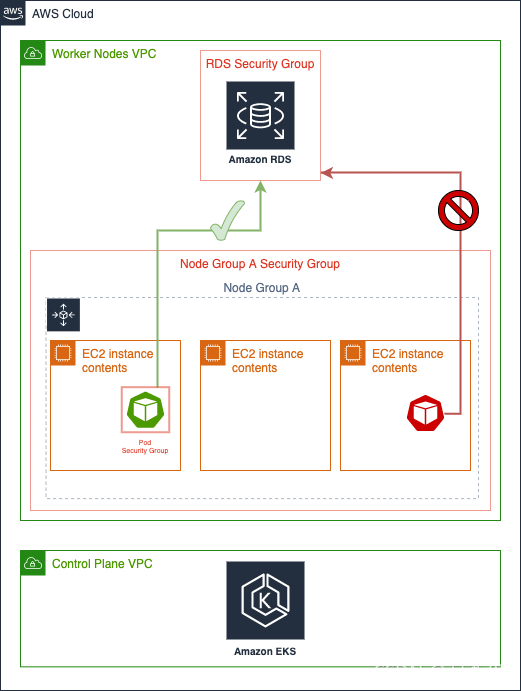 aws
AWS Cloud
Worker Nodes VPC
RDS Security Group
Amazon RDS
Node Group A Security Group
Node Group A
EC2 instance
contents
EC2 instance
contents
EC2 instance
contents
Pod
Security Group
Control Plane VPC
K
Amazon EKS